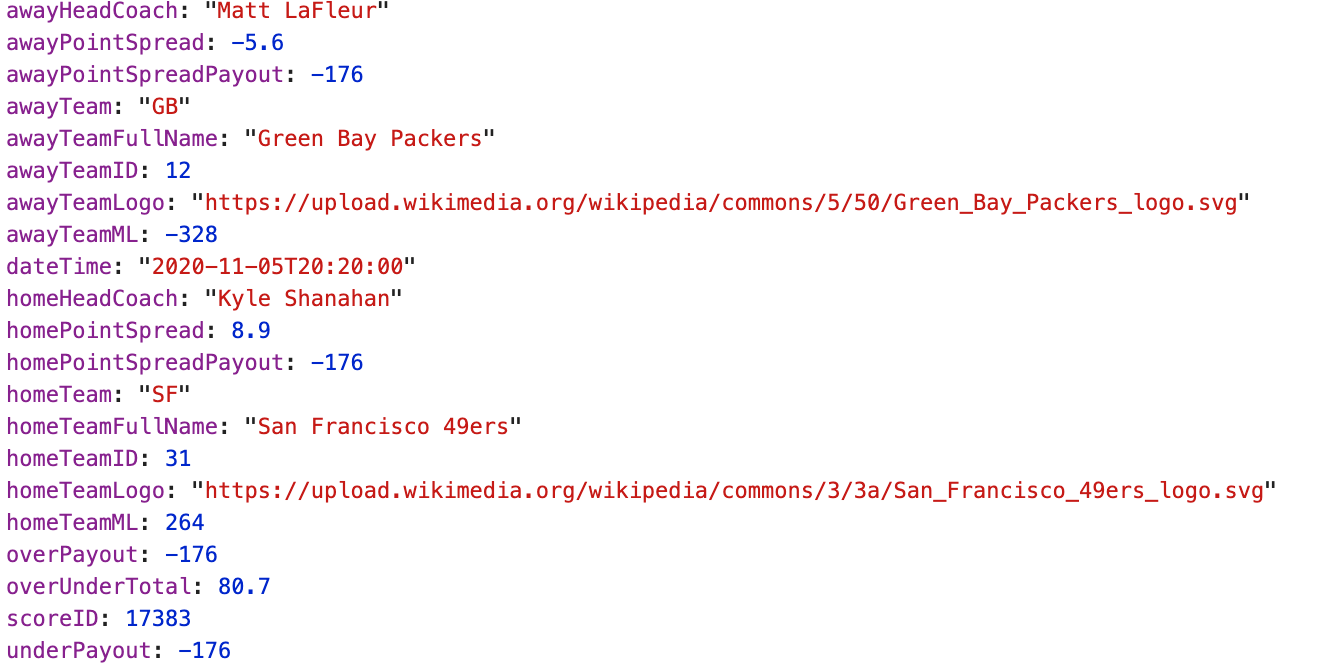 awayHeadCoach: "Matt LaFleur"
awayPointSpread: -5.6
awayPointSpreadPayout: -176
awayTeam: "GB"
awayTeamFullName: "Green Bay Packers"
awayTeamID: 12
awayTeamLogo: "https://upload.wikimedia.org/wikipedia/commons/5/50/Green_Bay_Packers_logo.svg"
awayTeamML: -328
dateTime: "2020-11-05T20:20:00"
homeHeadCoach: "Kyle Shanahan"
homePointSpread: 8.9
homePointSpreadPayout: -176
homeTeam: "SF"
homeTeamFullName: "San Francisco 49ers"
homeTeamID: 31
homeTeamLogo: "https://upload.wikimedia.org/wikipedia/commons/3/3a/San_Francisco_49ers_logo.svg"
homeTeamML: 264
overPayout: -176
overUnderTotal: 80.7
scoreID: 17383
underPayout: -176